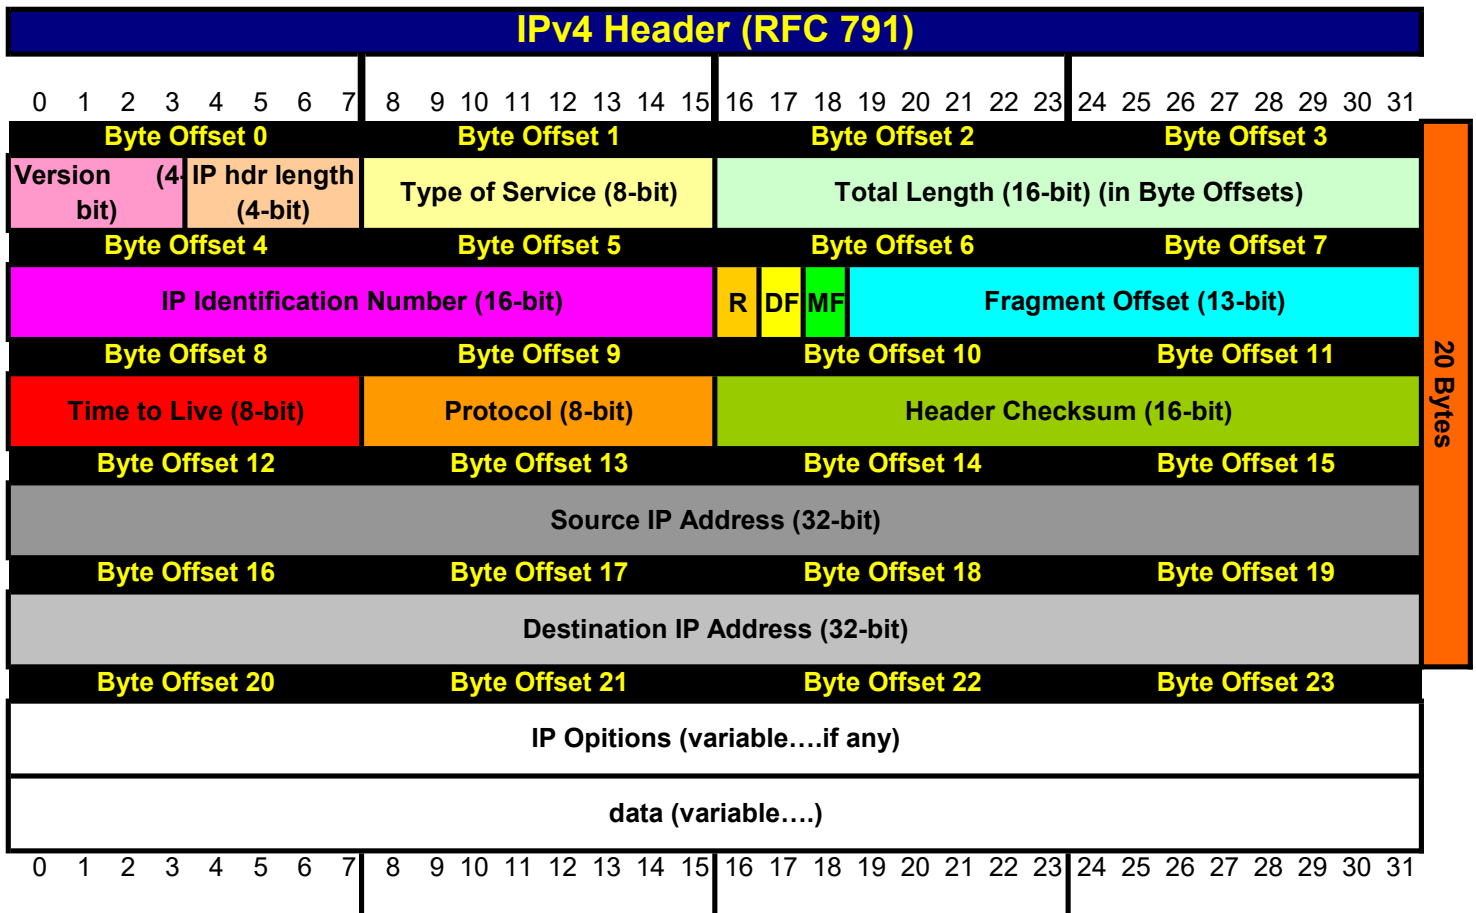 IPv4 Header (RFC 791)
0 1 2 3 4 5 6 7 8 9 10 11 12 13 14 15 16 17 18 19 20 21 22 23 24 25 26 27 28 29 30 31
Byte Offset 0 Byte Offset 1 Byte Offset 2 Byte Offset 3
Version (4-
bit)
IP hdr length
(4-bit)
Type of Service (8-bit)
Total Length (16-bit) (in Byte Offsets)
Byte Offset 4 Byte Offset 5 Byte Offset 6 Byte Offset 7
IP Identification Number (16-bit) R DF MF Fragment Offset (13-bit)
Byte Offset 8 Byte Offset 9 Byte Offset 10 Byte Offset 11
Time to Live (8-bit) Protocol (8-bit) Header Checksum (16-bit)
Byte Offset 12 Byte Offset 13 Byte Offset 14 Byte Offset 15
Source IP Address (32-bit)
Byte Offset 16 Byte Offset 17 Byte Offset 18 Byte Offset 19
Destination IP Address (32-bit)
20 Bytes
Byte Offset 20 Byte Offset 21 Byte Offset 22 Byte Offset 23
IP Opitions (variable....if any)
data (variable....)
0 1 2 3 4 5 6 7 8 9 10 11 12 13 14 15 16 17 18 19 20 21 22 23 24 25 26 27 28 29 30 31